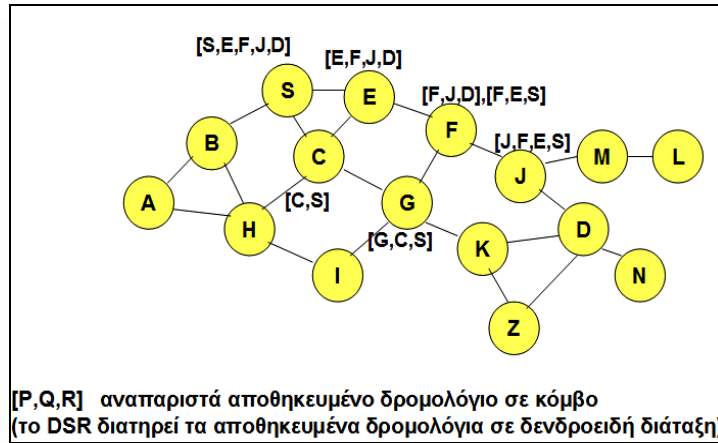 [S,E,F,J,D]
[E,F,J,D]
S
E
[F,J,D],[F,E,S]
F
[J,F,E,S]
B
C
M
L
J
A
[C,S]
G
H
[G,C,S]
K
D
I
N
Z
[P,Q,R] αναπαριστά αποθηκευμένο δρομολόγιο σε κόμβο
(το DSR διατηρεί τα αποθηκευμένα δρομολόγια σε δενδροειδή διάταξη)